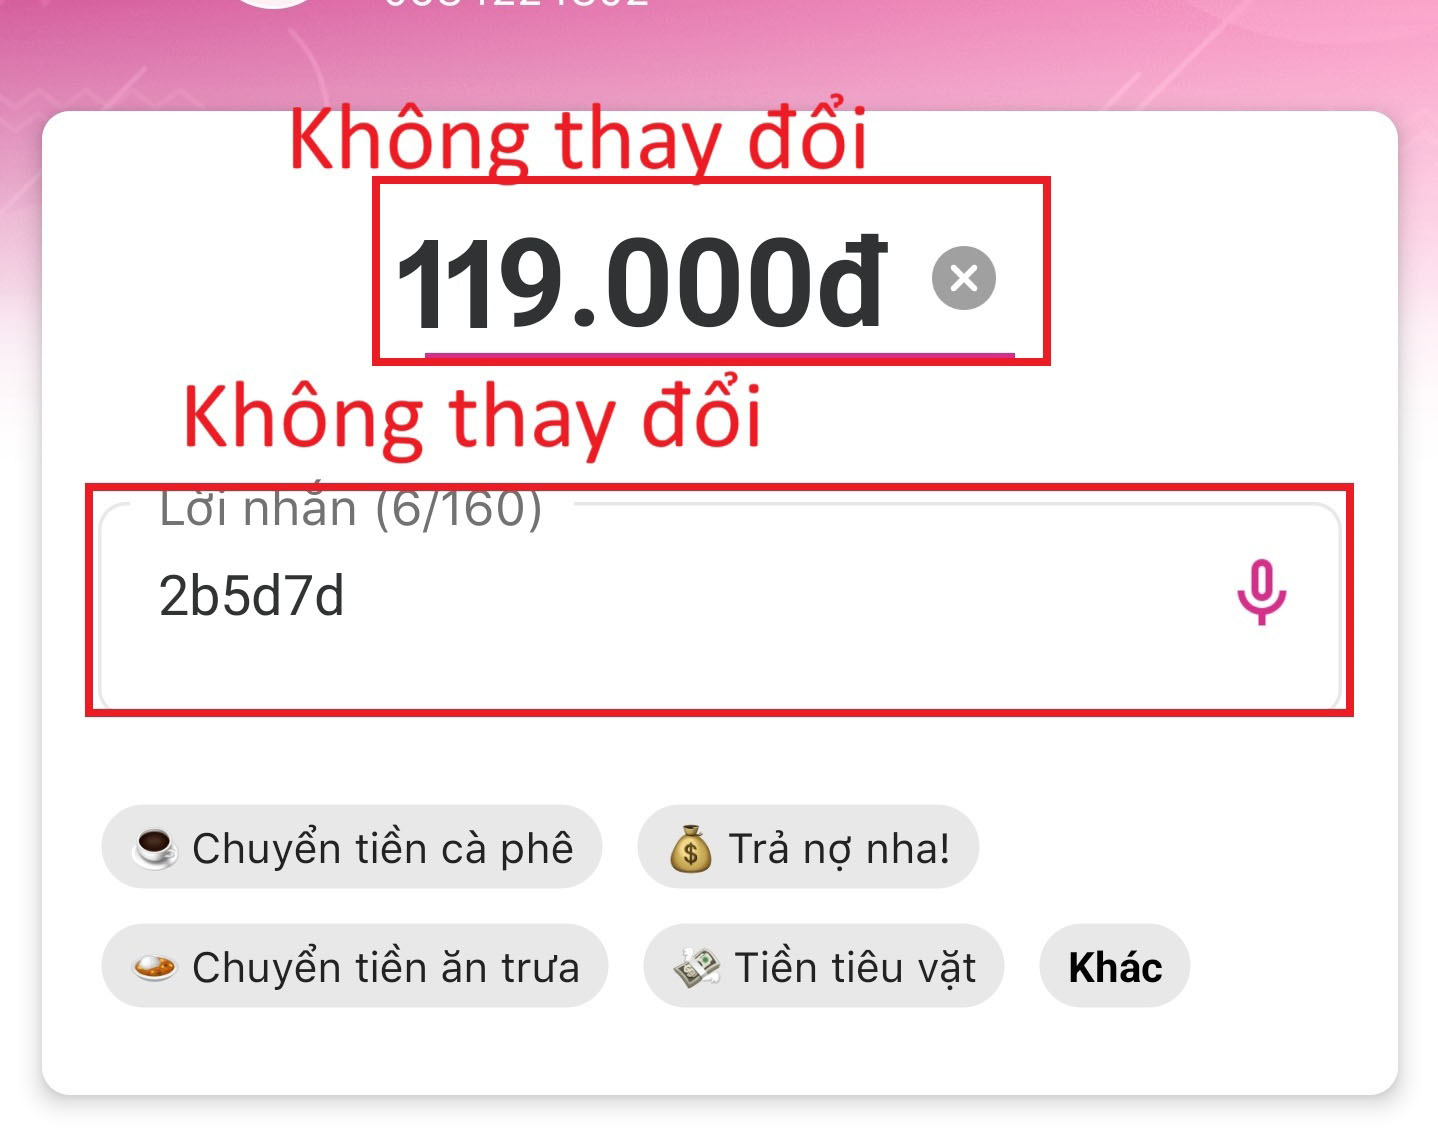 Không thay đổi
119.000đ
Không thay đổi
Lời nhắn (6/160)
2b5d7d
Chuyển tiền cà phê
Trả nợ nha!
Chuyển tiền ăn trưa
Tiền tiêu vặt
Khác